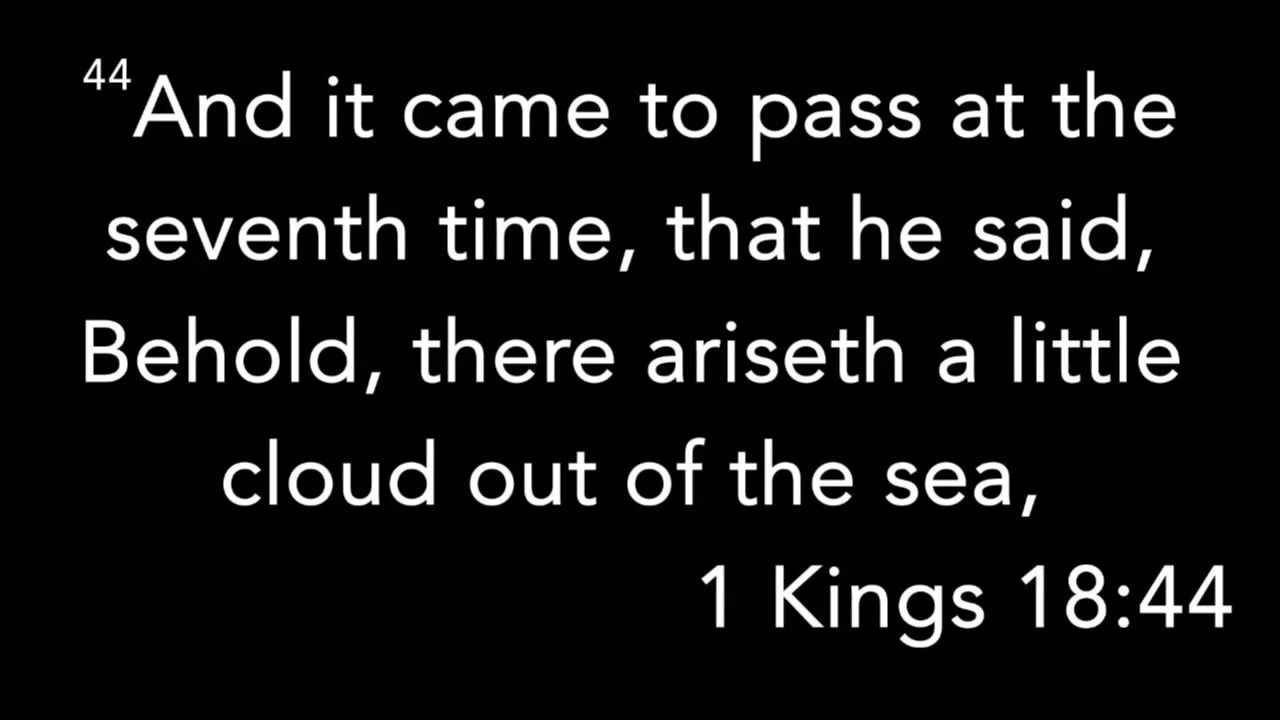 44And it came to pass at the
seventh time, that he said,
Behold, there ariseth a little
cloud out of the sea,
1 Kings 18:44